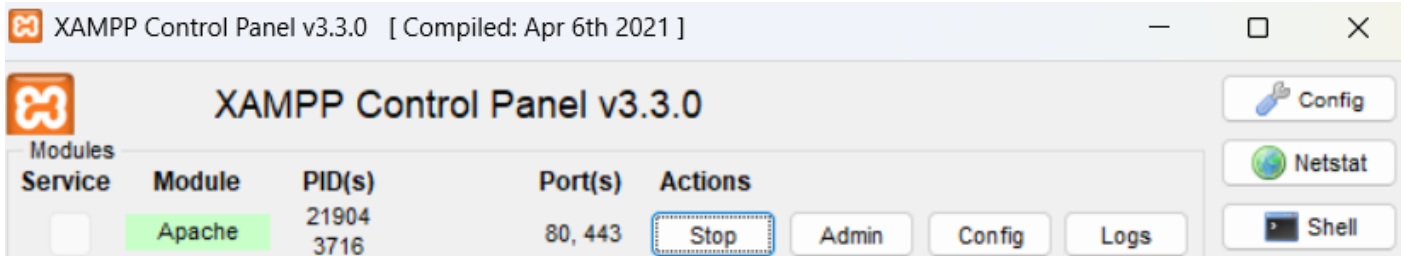 XAMPP Control Panel v3.3.0 [ Compiled: Apr 6th 2021 ]
XAMPP Control Panel v3.3.0
Config
Modules
Netstat
Service Module PID(s) Port(s) Actions
Apache 21904 80, 443 Stop Admin Config Logs
3716
Shell